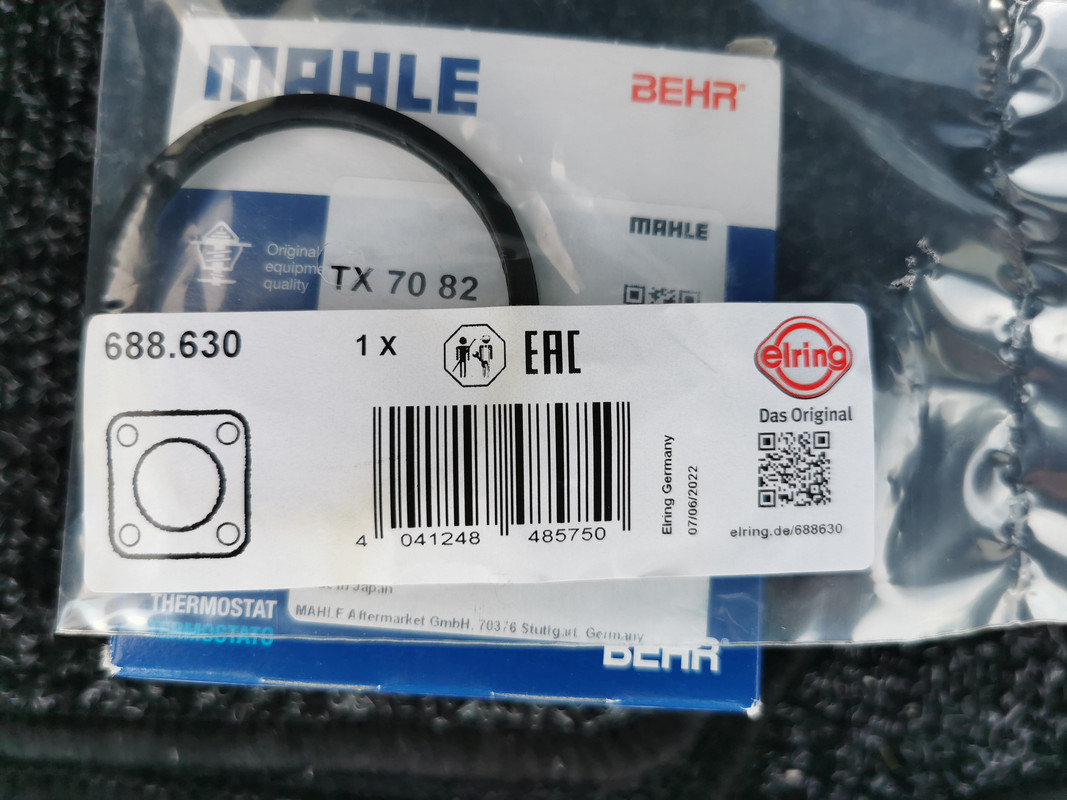 MAHLE
BEHR®
MAHLE
Original
equipme
quality
TX 70 82
688.630
1 X
EAC
elring
Das Original
Elring Germany
07/06/2022
4 041248 485750
elring.de/688630
in Japan
THERMOSTAT
TERMOSTATO
MAHLE Aftermarket GmbH, 70376 Stuttgart, Germany
BEHR